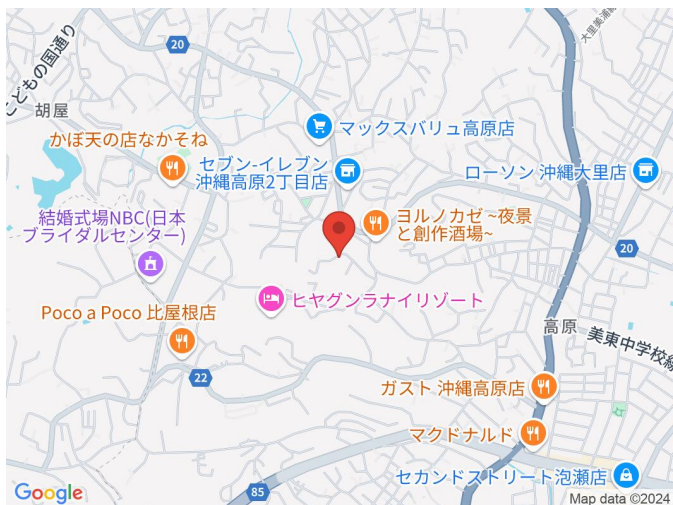 こどもの国通り
20
大里美浦線
胡屋
マックスバリュ高原店
かぼ天の店なかそね
セブン-イレブン
沖縄高原2丁目店
ローソン 沖縄大里店
結婚式場NBC(日本
ブライダルセンター)
ヨルノカゼ ~夜景
と創作酒場~
20
ヒヤグンラナイリゾート
Poco a Poco 比屋根店
高原
美東中学校線
22
ガスト 沖縄高原店
マクドナルド
セカンドストリート泡瀬店
85
Google
Map data ©2024